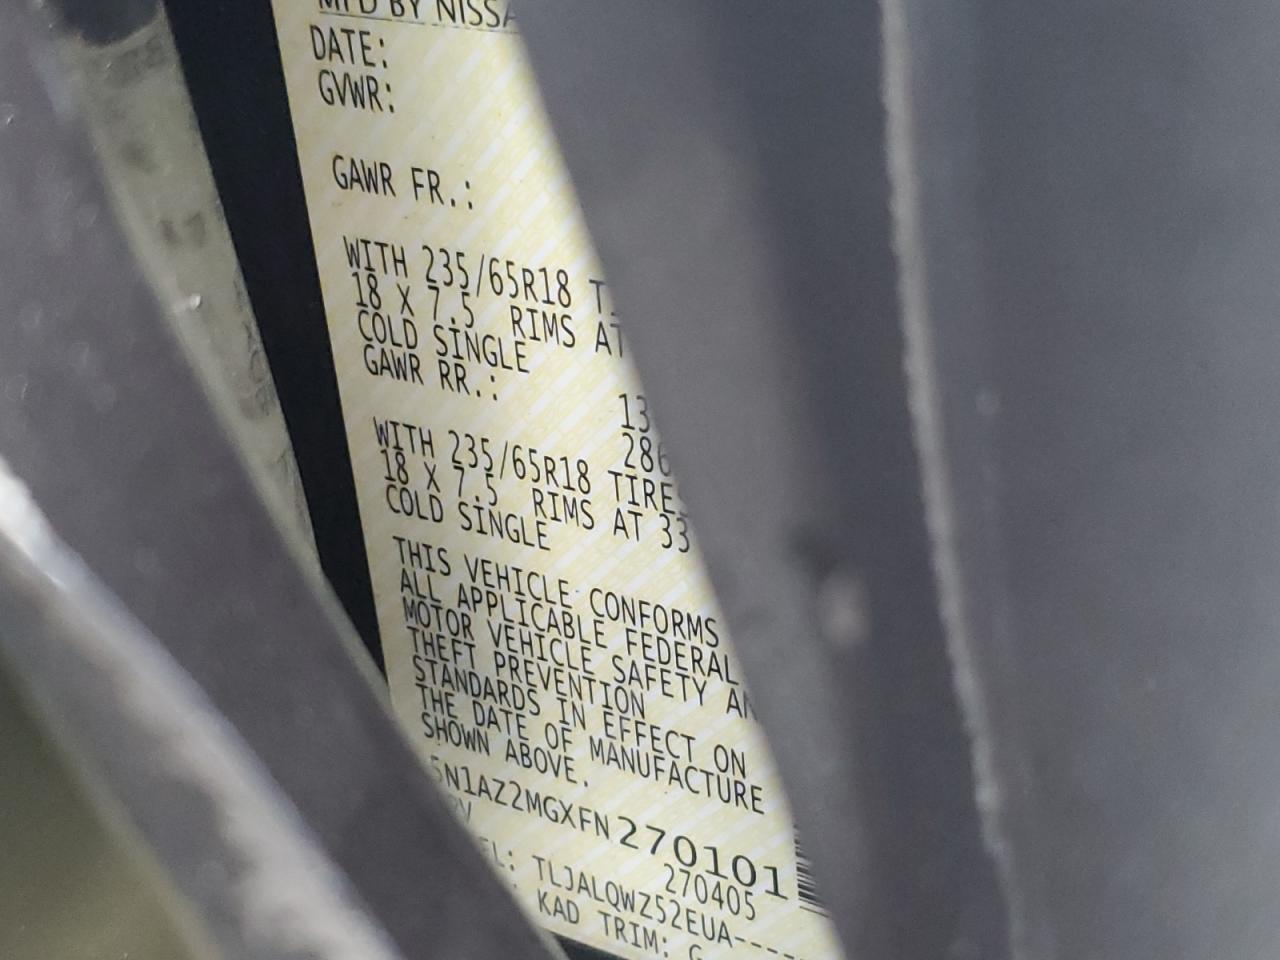 MFD BY NISSA
DATE:
GVWR:
GAWR FR.:
WITH 235/65R18 T
18 X 7.5 RIMS AT
COLD SINGLE
GAWR RR.:
13
286
WITH 235/65R18 TIRE
18 X 7.5 RIMS AT 33
COLD SINGLE
THIS VEHICLE CONFORMS
ALL APPLICABLE FEDERAL
MOTOR VEHICLE SAFETY AN
THEFT PREVENTION
STANDARDS IN EFFECT ON
THE DATE OF MANUFACTURE
SHOWN ABOVE.
5N1AZ2MGXFN270101
PV 270405
EL: TLJALQWZ52EUA-----
: KAD TRIM: G